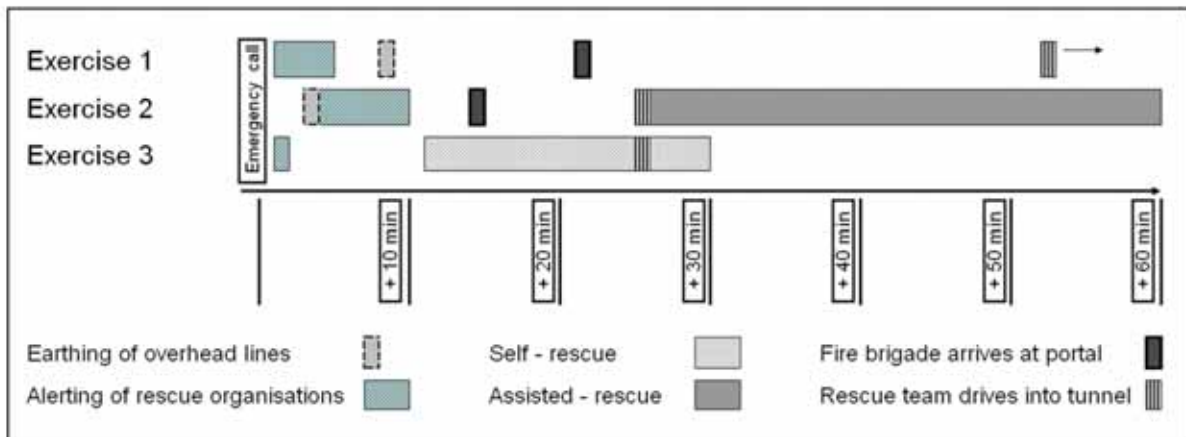 Exercise 1
Exercise 2
Exercise 3
Emergency call
+ 10 min
+ 20 min
+ 30 min
+ 40 min
+ 50 min
+ 60 min
Earthing of overhead lines
Self - rescue
Fire brigade arrives at portal
Alerting of rescue organisations
Assisted - rescue
Rescue team drives into tunnel